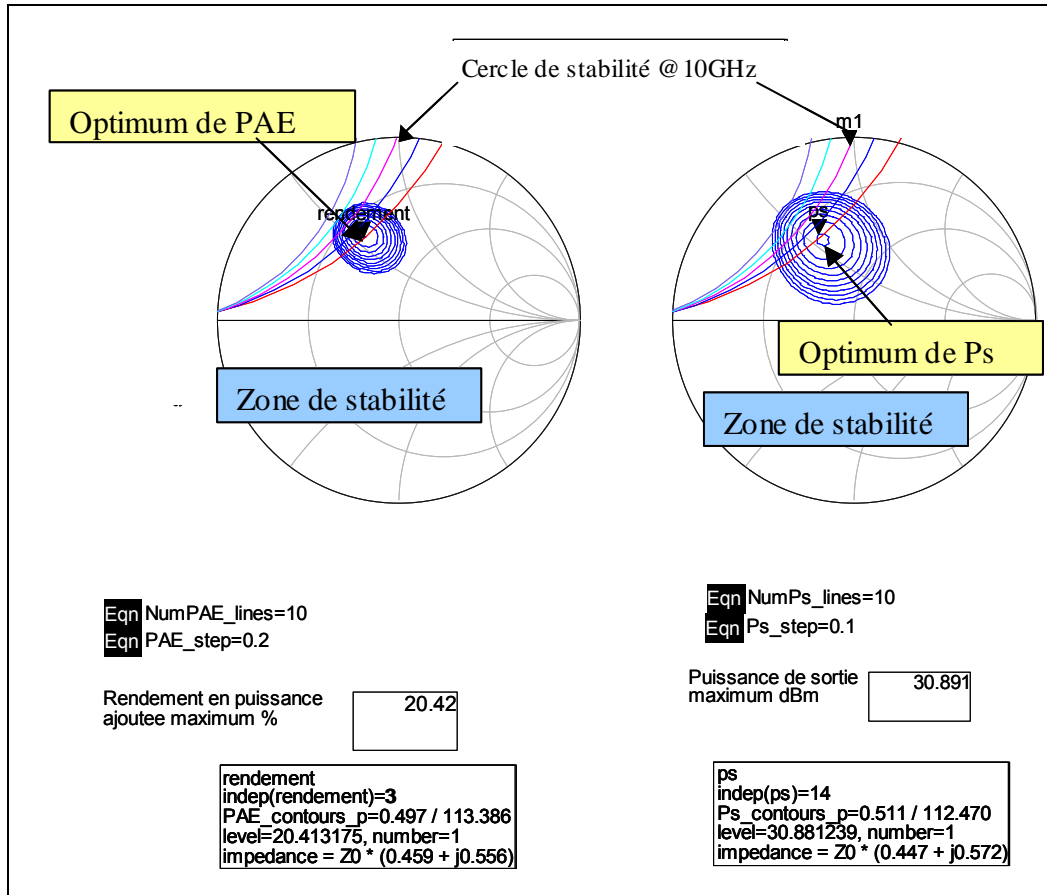 Cercle de stabilité @10GHz
Optimum de PAE
rendement
Zone de stabilité
m1
ps
Optimum de Ps
Zone de stabilité
Eqn NumPAE_lines=10
Eqn PAE_step=0.2
Rendement en puissance
ajoutee maximum %
20.42
rendement
indep(rendement)=3
PAE_contours_p=0.497 / 113.386
level=20.413175, number=1
impedance = Z0 * (0.459 + j0.556)
Eqn NumPs_lines=10
Eqn Ps_step=0.1
Puissance de sortie
maximum dBm
30.891
ps
indep(ps)=14
Ps_contours_p=0.511 / 112.470
level=30.881239, number=1
impedance = Z0 * (0.447 + j0.572)